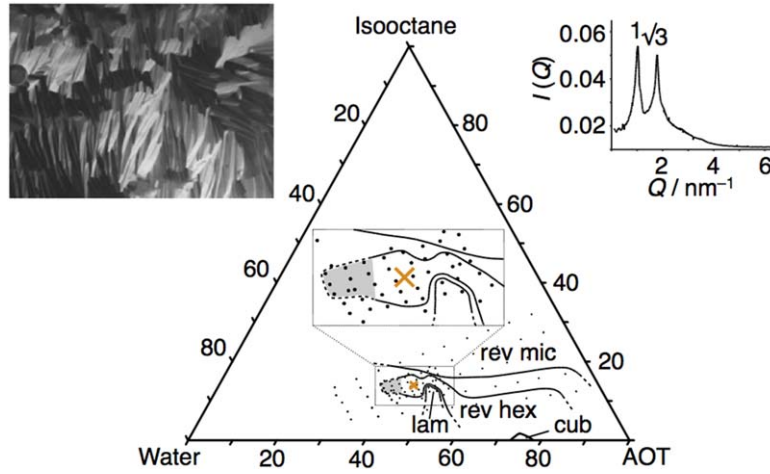 Isooctane
20
40
60
80
80
60
40
20
Water
20
40
60
80
AOT
rev mic
rev hex
lam
cub
1 √3
I (Q)
0.06
0.04
0.02
2
4
6
Q / nm⁻¹